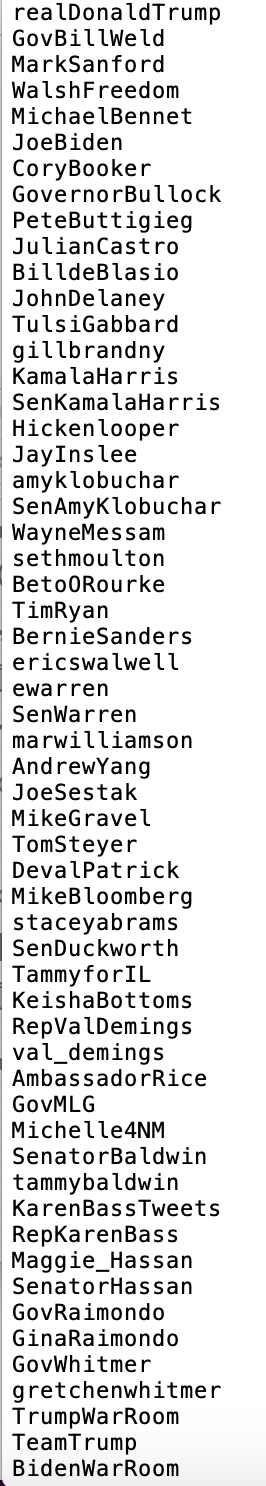 realDonaldTrump
GovBillWeld
MarkSanford
WalshFreedom
MichaelBennet
JoeBiden
CoryBooker
GovernorBullock
PeteButtigieg
JulianCastro
BilldeBlasio
JohnDelaney
TulsiGabbard
gillbrandny
KamalaHarris
SenKamalaHarris
Hickenlooper
JayInslee
amyklobuchar
SenAmyKlobuchar
WayneMessam
sethmoulton
BetoORourke
TimRyan
BernieSanders
ericswalwell
ewarren
SenWarren
marwilliamson
AndrewYang
JoeSestak
MikeGravel
TomSteyer
DevalPatrick
MikeBloomberg
staceyabrams
SenDuckworth
TammyforIL
KeishaBottoms
RepValDemings
val_demings
AmbassadorRice
GovMLG
Michelle4NM
SenatorBaldwin
tammybaldwin
KarenBassTweets
RepKarenBass
Maggie_Hassan
SenatorHassan
GovRaimondo
GinaRaimondo
GovWhitmer
gretchenwhitmer
TrumpWarRoom
TeamTrump
BidenWarRoom